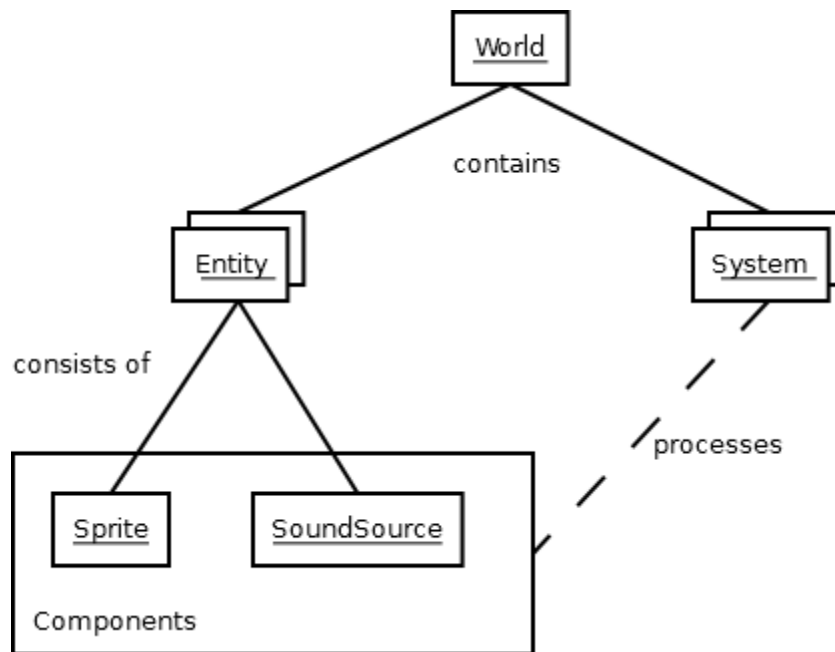 World
contains
Entity
System
consists of
processes
Sprite
SoundSource
Components